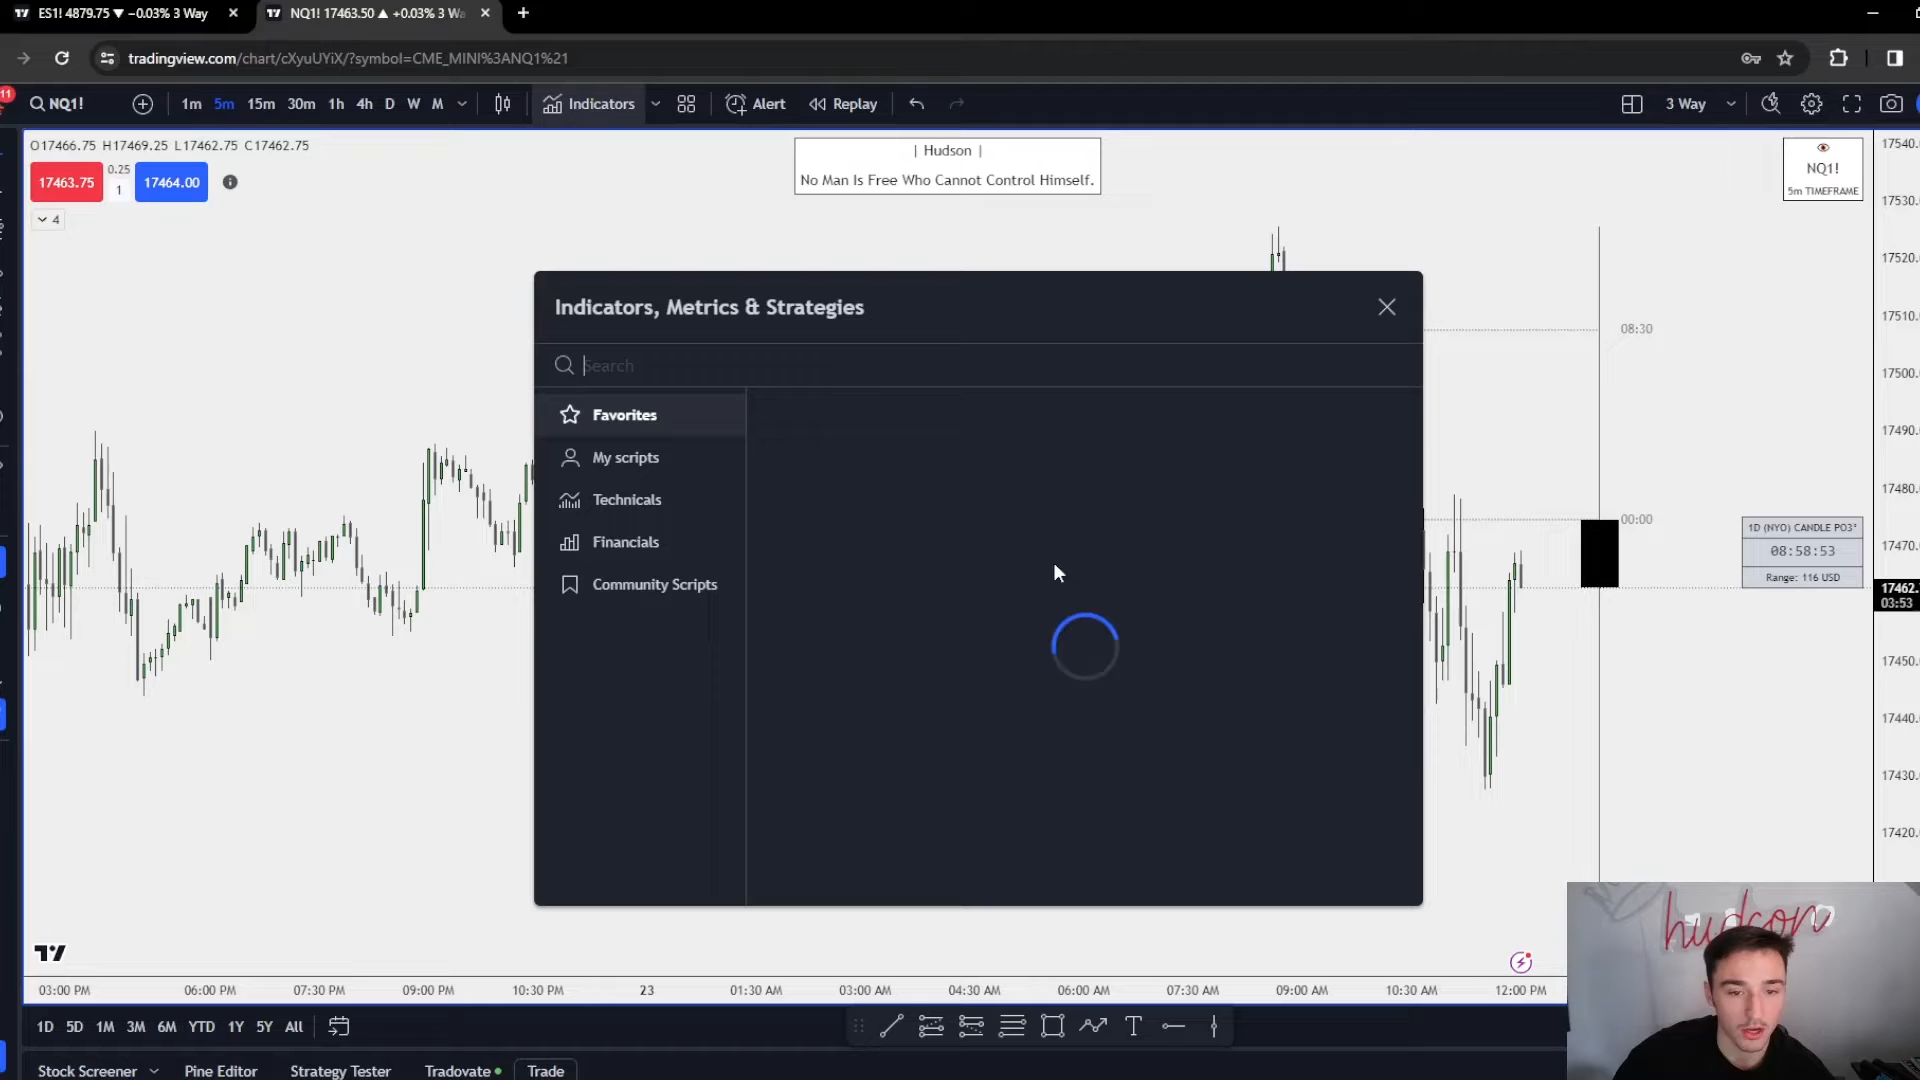 ES1! 4879.75 ▼ −0.03% 3 Way
NQ1! 17463.50 ▲ +0.03% 3 Wa
tradingview.com/chart/cXyuUYiX/?symbol=CME_MINI%3ANQ1%21
11
NQ1!
1m 5m 15m 30m 1h 4h D W M
Indicators
Alert
Replay
3 Way
O17466.75 H17469.25 L17462.75 C17462.75
17463.75
0.25
1
17464.00
4
| Hudson |
No Man Is Free Who Cannot Control Himself.
NQ1!
5m TIMEFRAME
Indicators, Metrics & Strategies
Search
Favorites
My scripts
Technicals
Financials
Community Scripts
08:30
00:00
1D (NYO) CANDLE PO3
08:58:53
Range: 116 USD
17540.
17530.
17520.
17510.
17500.
17490.
17480.
17470.
17462.
03:53
17450.
17440.
17430.
17420.
hudson
03:00 PM 06:00 PM 07:30 PM 09:00 PM 10:30 PM 23 01:30 AM 03:00 AM 04:30 AM 06:00 AM 07:30 AM 09:00 AM 10:30 AM 12:00 PM
1D 5D 1M 3M 6M YTD 1Y 5Y All
Stock Screener Pine Editor Strategy Tester Tradovate Trade